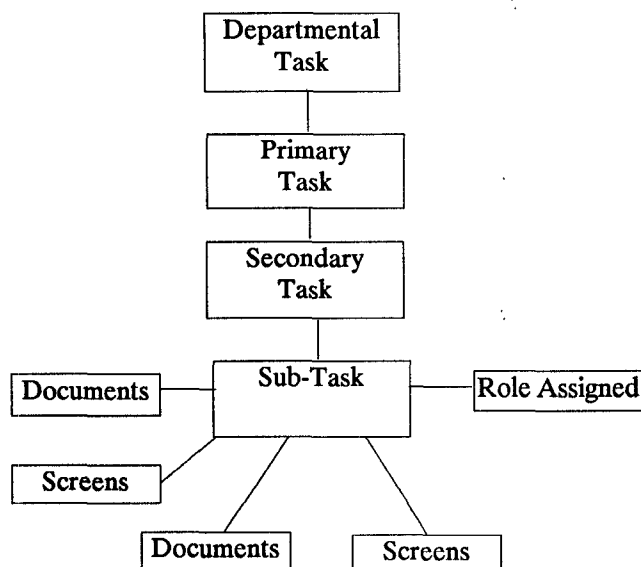 Departmental
Task
Primary
Task
Secondary
Task
Sub-Task
Documents
Role Assigned
Screens
Documents
Screens